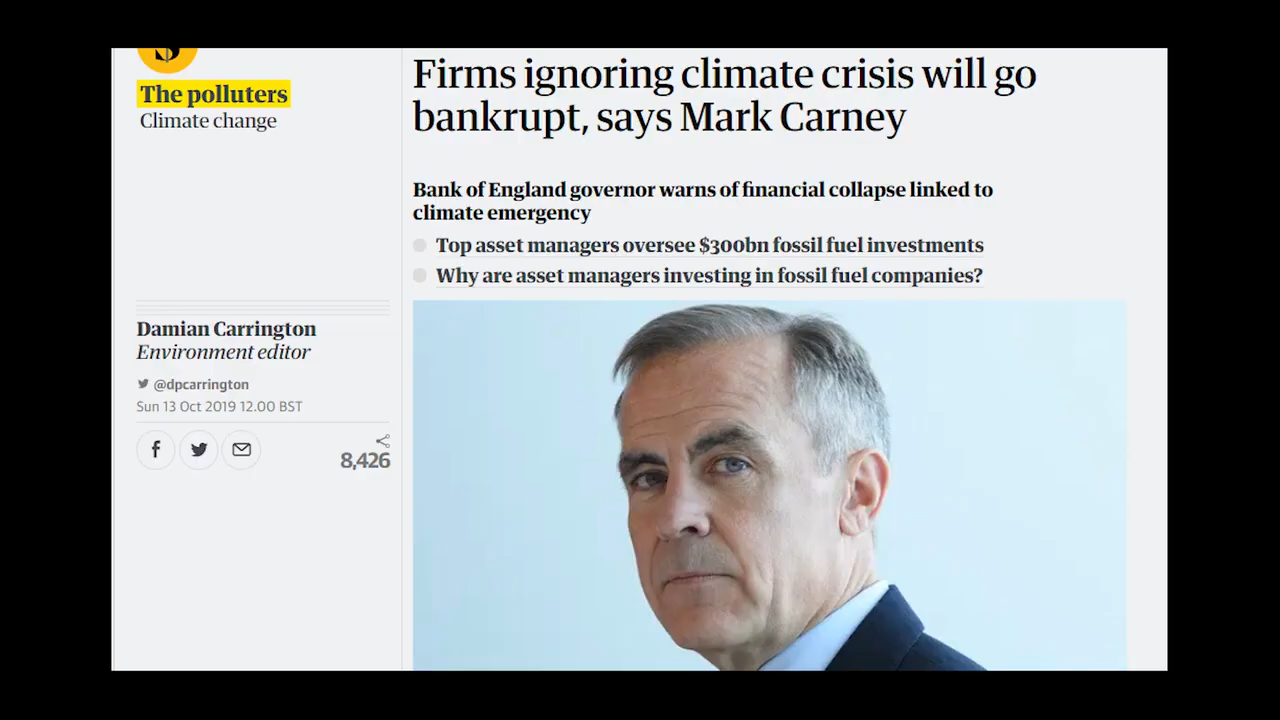 The polluters
Climate change
Firms ignoring climate crisis will go
bankrupt, says Mark Carney
Bank of England governor warns of financial collapse linked to
climate emergency
Top asset managers oversee $300bn fossil fuel investments
Why are asset managers investing in fossil fuel companies?
Damian Carrington
Environment editor
@dpcarrington
Sun 13 Oct 2019 12.00 BST
8,426